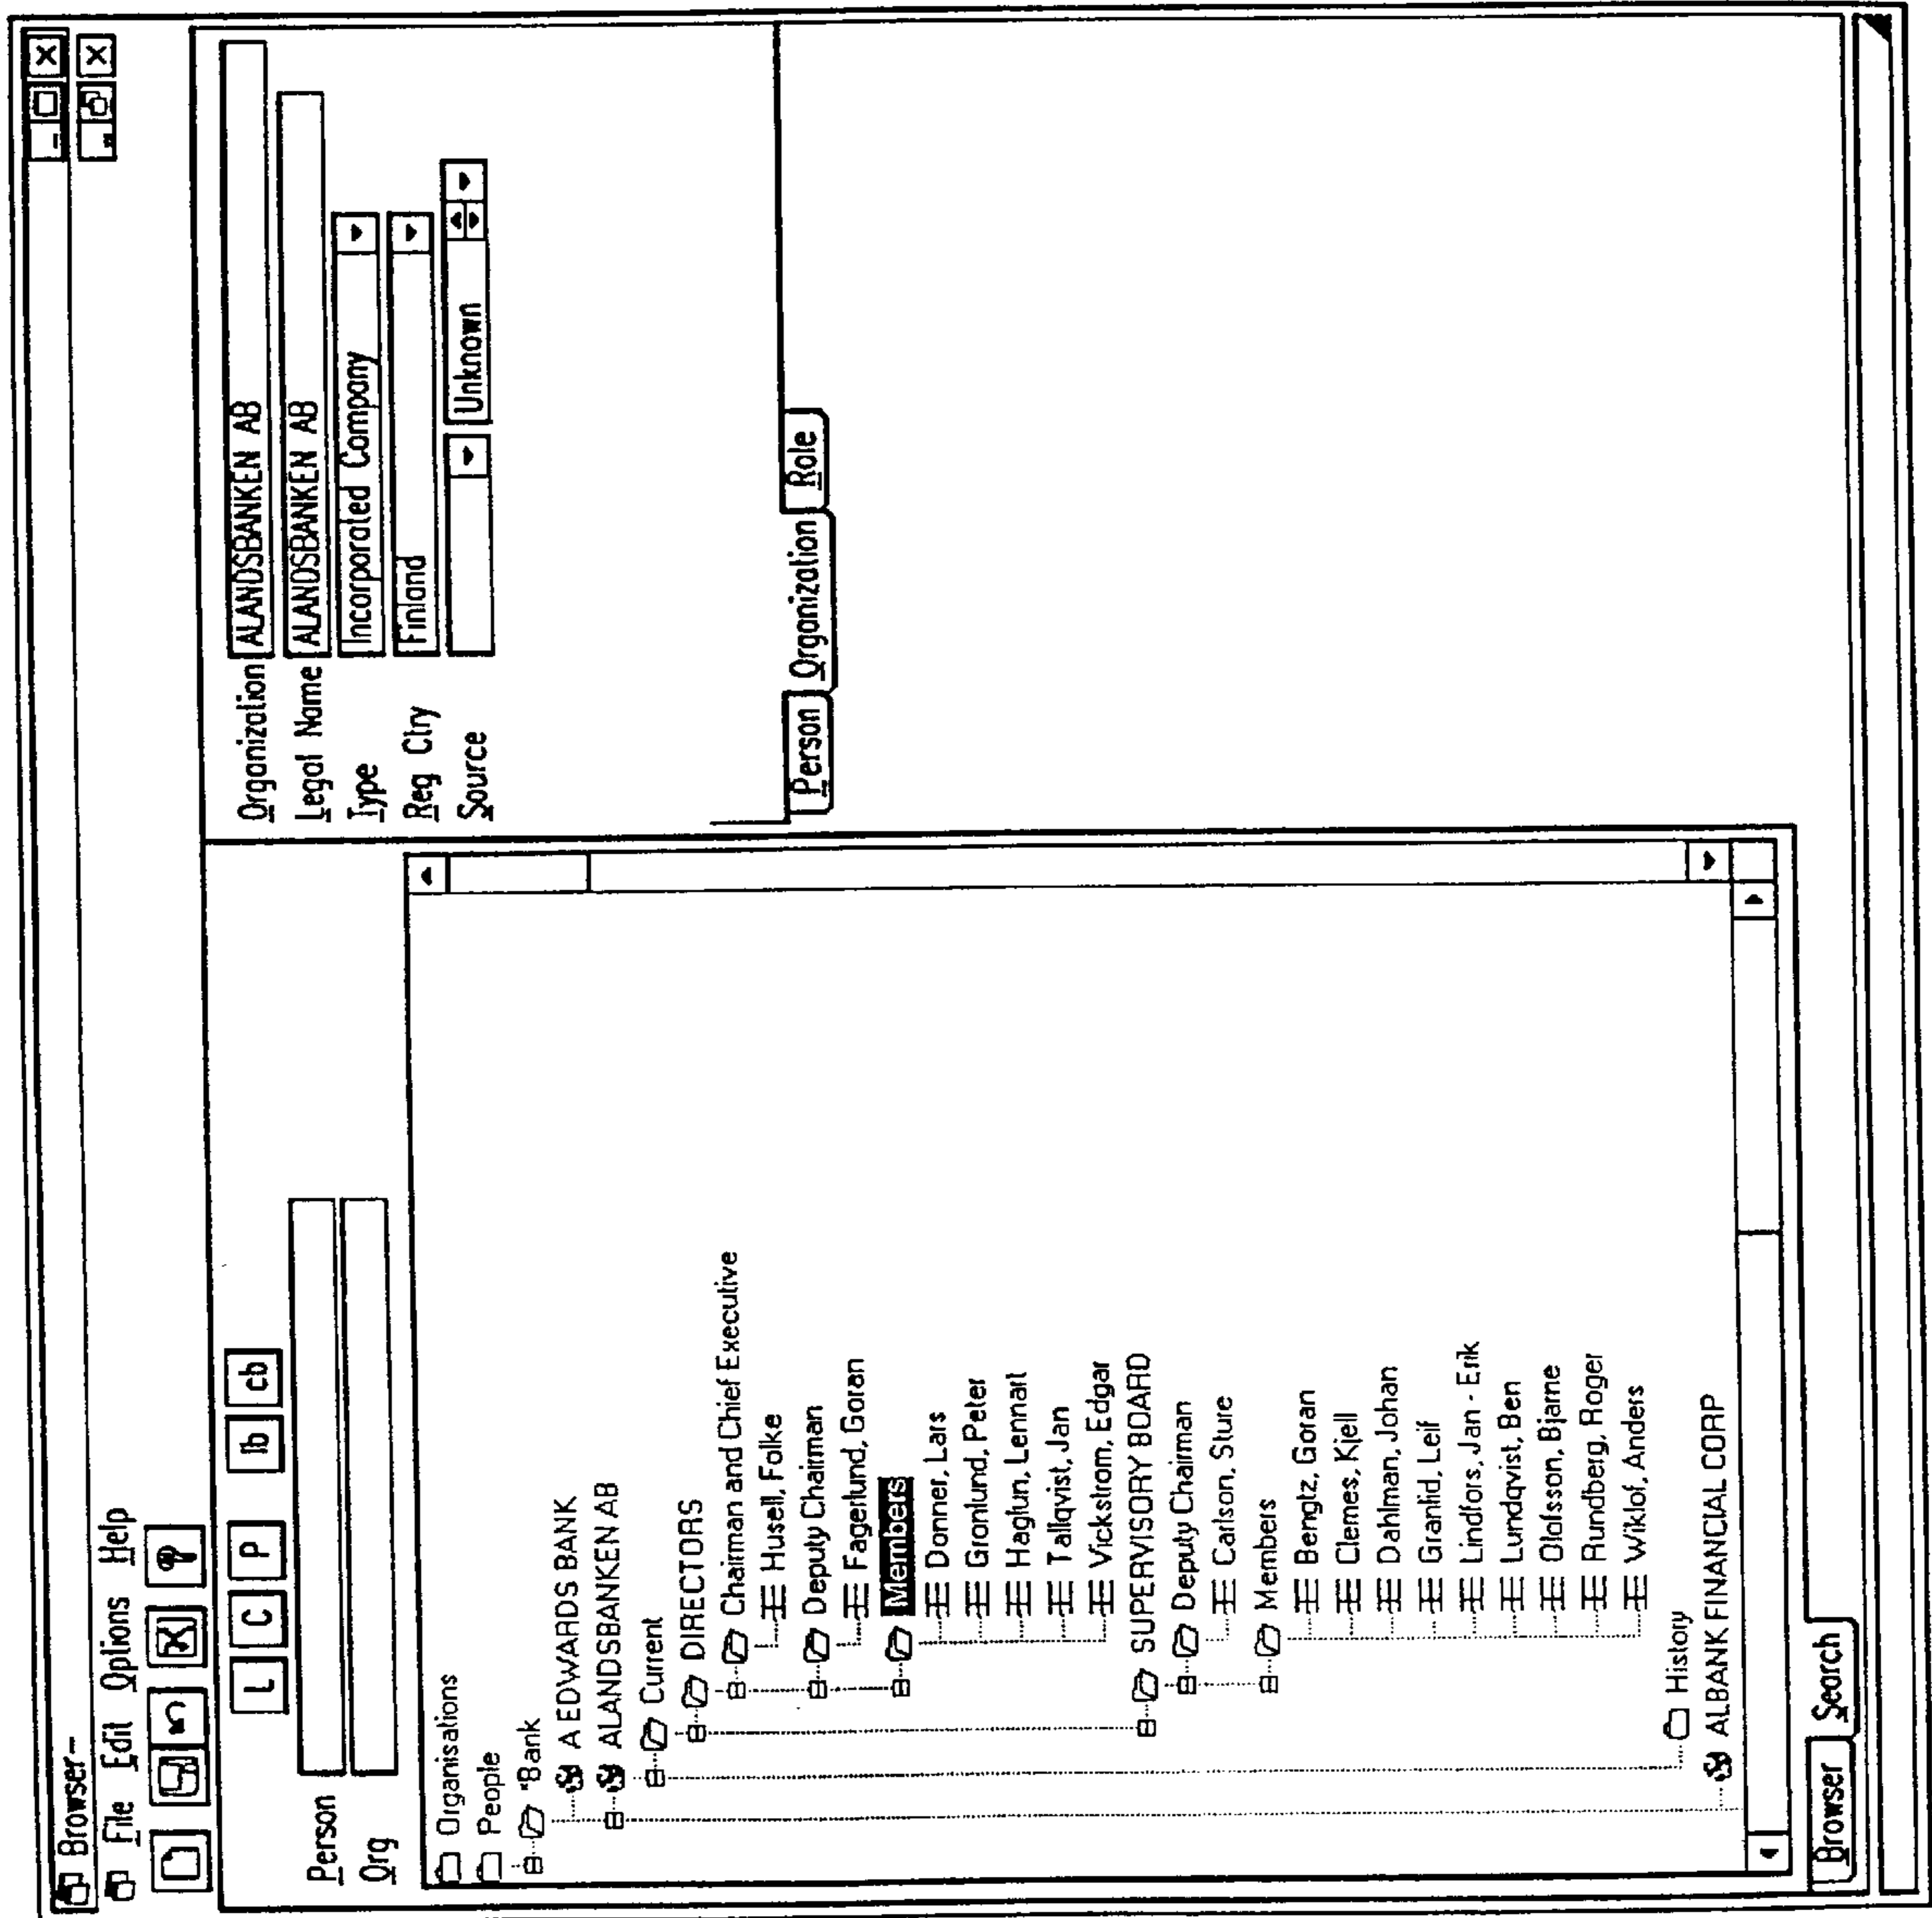 Browser-
File Edit Options Help
L C P lb cb
Person
Org
Organisations
People
"Bank
A EDWARDS BANK
ALANDSBANKEN AB
Current
DIRECTORS
Chairman and Chief Executive
Husell, Folke
Deputy Chairman
Fagerlund, Goran
Members
Donner, Lars
Gronlund, Peter
Haglun, Lennart
Tallqvist, Jan
Vickstrom, Edgar
SUPERVISORY BOARD
Deputy Chairman
Carlson, Sture
Members
Bengtz, Goran
Clemes, Kjell
Dahlman, Johan
Granlid, Leif
Lindfors, Jan - Erik
Lundqvist, Ben
Olofsson, Bjarne
Rundberg, Roger
Wiklof, Anders
History
ALBANK FINANCIAL CORP
Browser Search
Organization ALANDSBANKEN AB
Legal Name ALANDSBANKEN AB
Type Incorporated Company
Reg Ctry Finland
Source Unknown
Person Organization Role